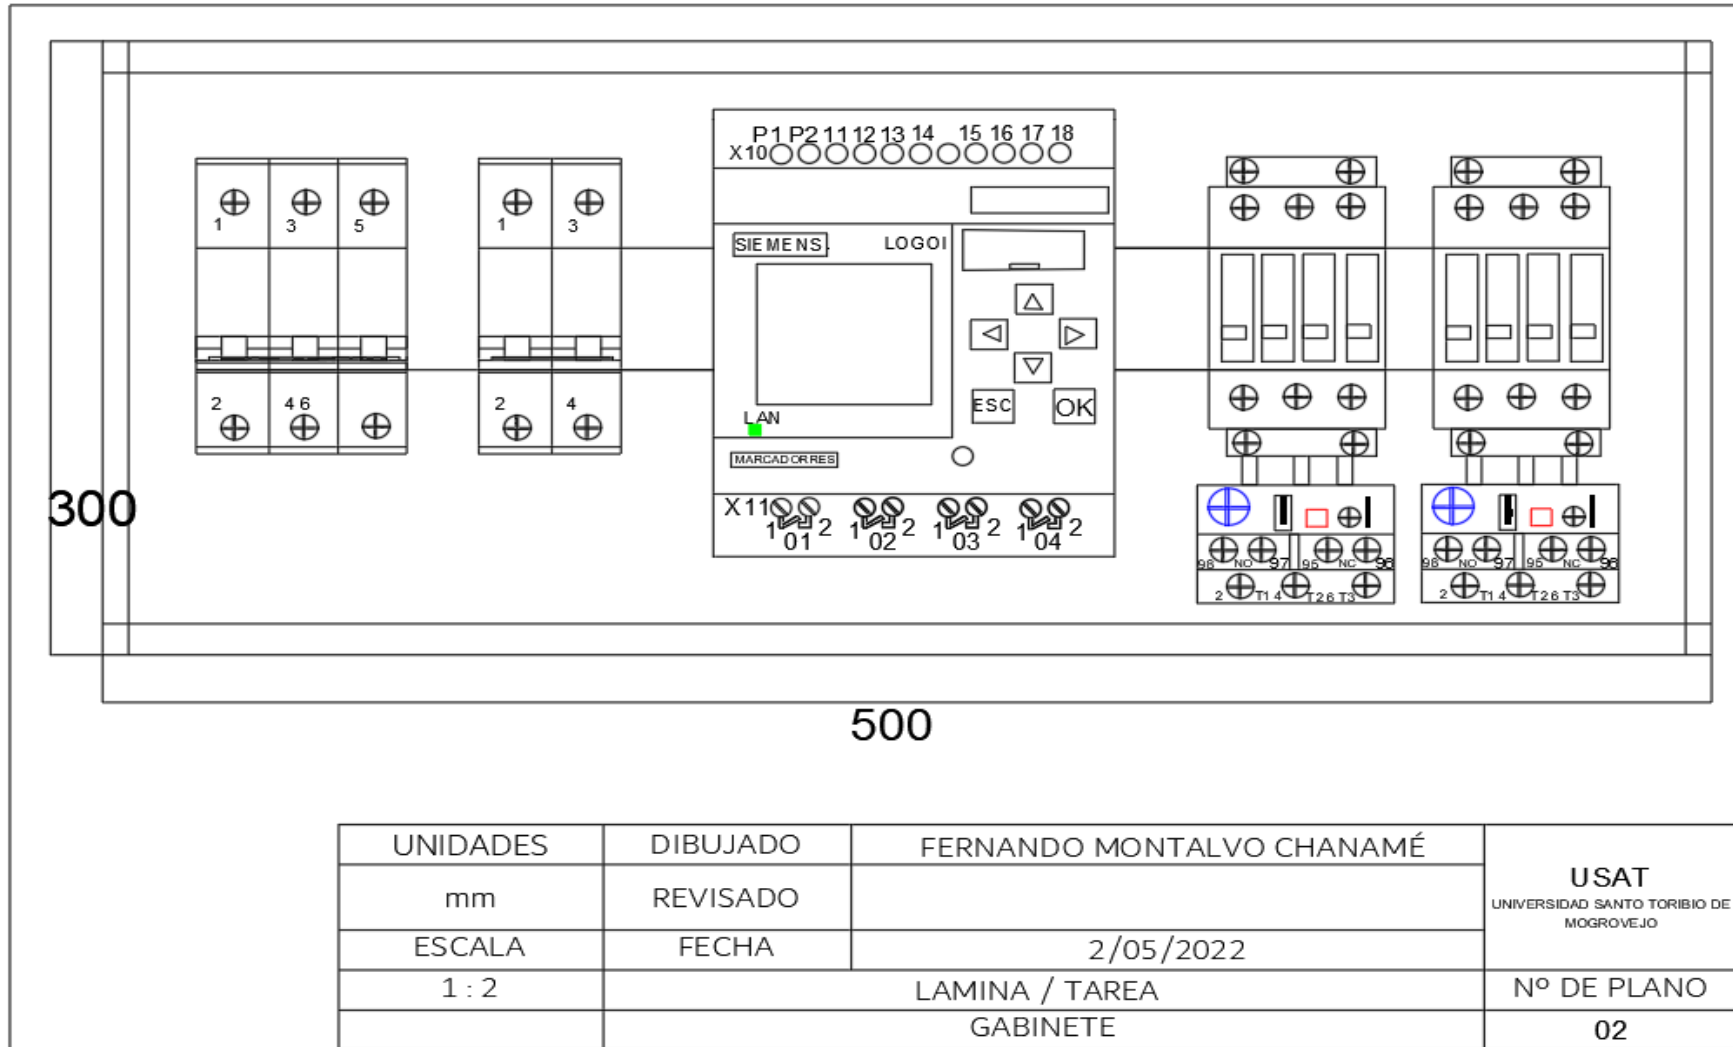 P1 P2 11 12 13 14 15 16 17 18
X10
1 3 5
1 3
SIEMENS
LOGOI
2 4 6
2 4
ESC
OK
LAN
MARCADORRES
X11
1 2 1 2 1 2 1 2
01 02 03 04
98 NO 97 95 NC 96
2 T1 4 T2 6 T3
98 NO 97 95 NC 96
2 T1 4 T2 6 T3
300
500
UNIDADES DIBUJADO FERNANDO MONTALVO CHANAMÉ
mm REVISADO
ESCALA FECHA 2/05/2022
USAT
UNIVERSIDAD SANTO TORIBIO DE
MOGROVEJO
1 : 2 LAMINA / TAREA Nº DE PLANO
GABINETE 02